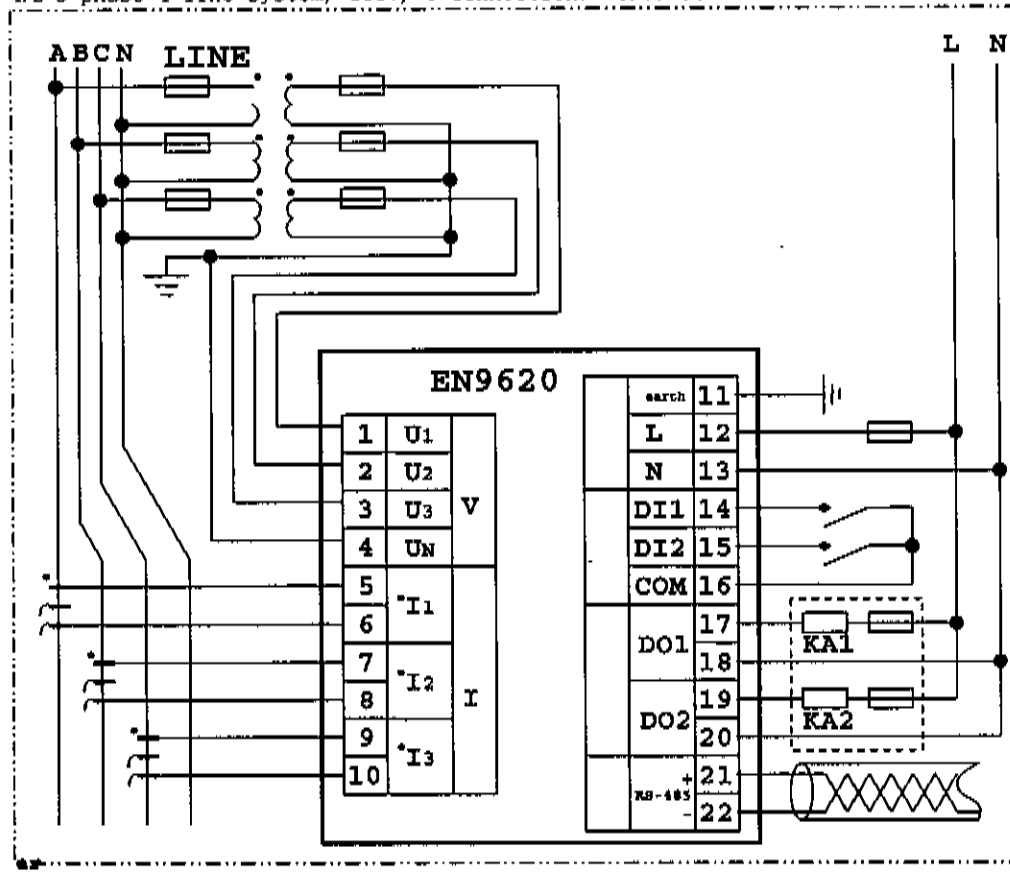 A B C N LINE
L N
EN9620
1 U1
2 U2
3 U3
4 UN
V
5
6
*I1
7
8
*I2
9
10
*I3
I
earth 11
L 12
N 13
DI1 14
DI2 15
COM 16
DO1
17
18
DO2
19
20
RS-485
+ 21
- 22
KA1
KA2